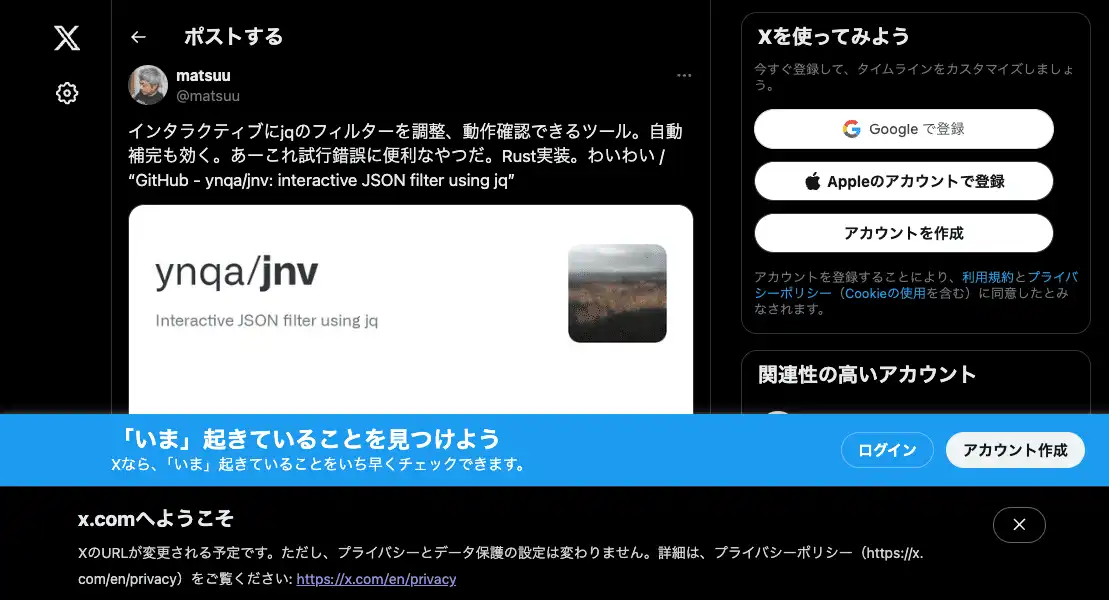 ポストする
matsuu
@matsuu
インタラクティブにjqのフィルターを調整、動作確認できるツール。自動
補完も効く。あーこれ試行錯誤に便利なやつだ。Rust実装。わいわい /
“GitHub - ynqa/jnv: interactive JSON filter using jq”
ynqa/jnv
Interactive JSON filter using jq
Xを使ってみよう
今すぐ登録して、タイムラインをカスタマイズしましょ
う。
Google で登録
Appleのアカウントで登録
アカウントを作成
アカウントを登録することにより、利用規約とプライバ
シーポリシー（Cookieの使用を含む）に同意したとみ
なされます。
関連性の高いアカウント
「いま」起きていることを見つけよう
Xなら、「いま」起きていることをいち早くチェックできます。
ログイン
アカウント作成
x.comへようこそ
XのURLが変更される予定です。ただし、プライバシーとデータ保護の設定は変わりません。詳細は、プライバシーポリシー（https://x.
com/en/privacy）をご覧ください: https://x.com/en/privacy